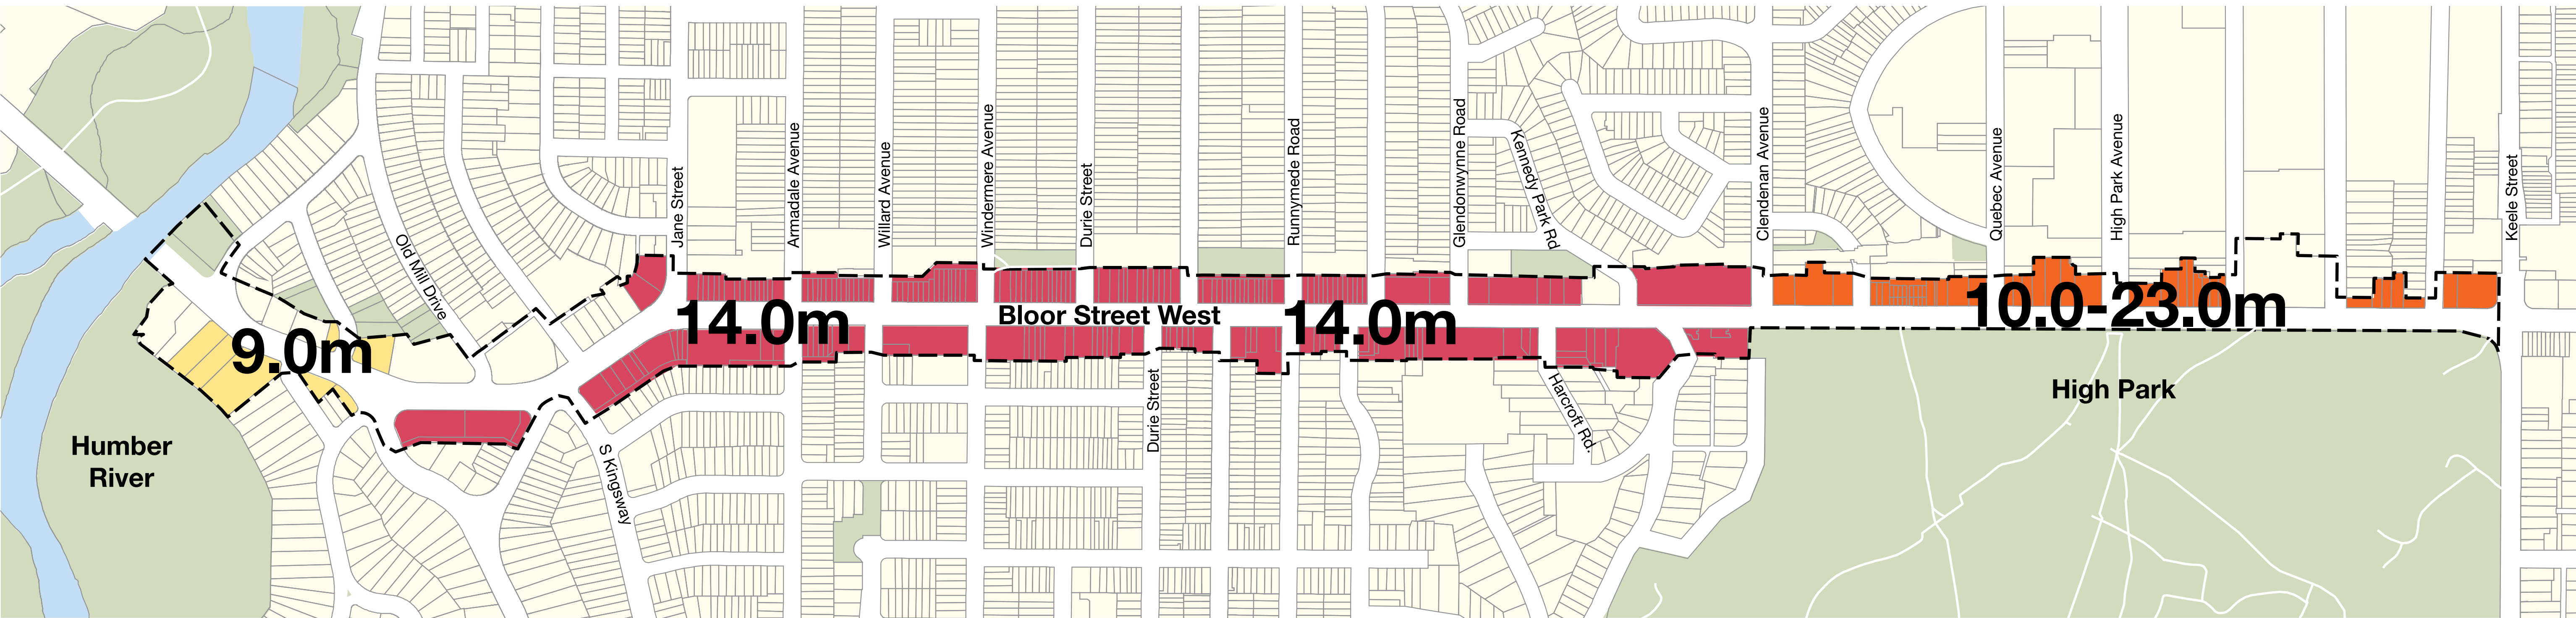 Old Mill Drive
Jane Street
Armadale Avenue
Willard Avenue
Windermere Avenue
Durie Street
Runnymede Road
Glendonwynne Road
Kennedy Park Rd
Clendenan Avenue
Quebec Avenue
High Park Avenue
Keele Street
9.0m
14.0m
Bloor Street West
14.0m
10.0-23.0m
Humber
River
S Kingsway
Durie Street
Harcroft Rd.
High Park